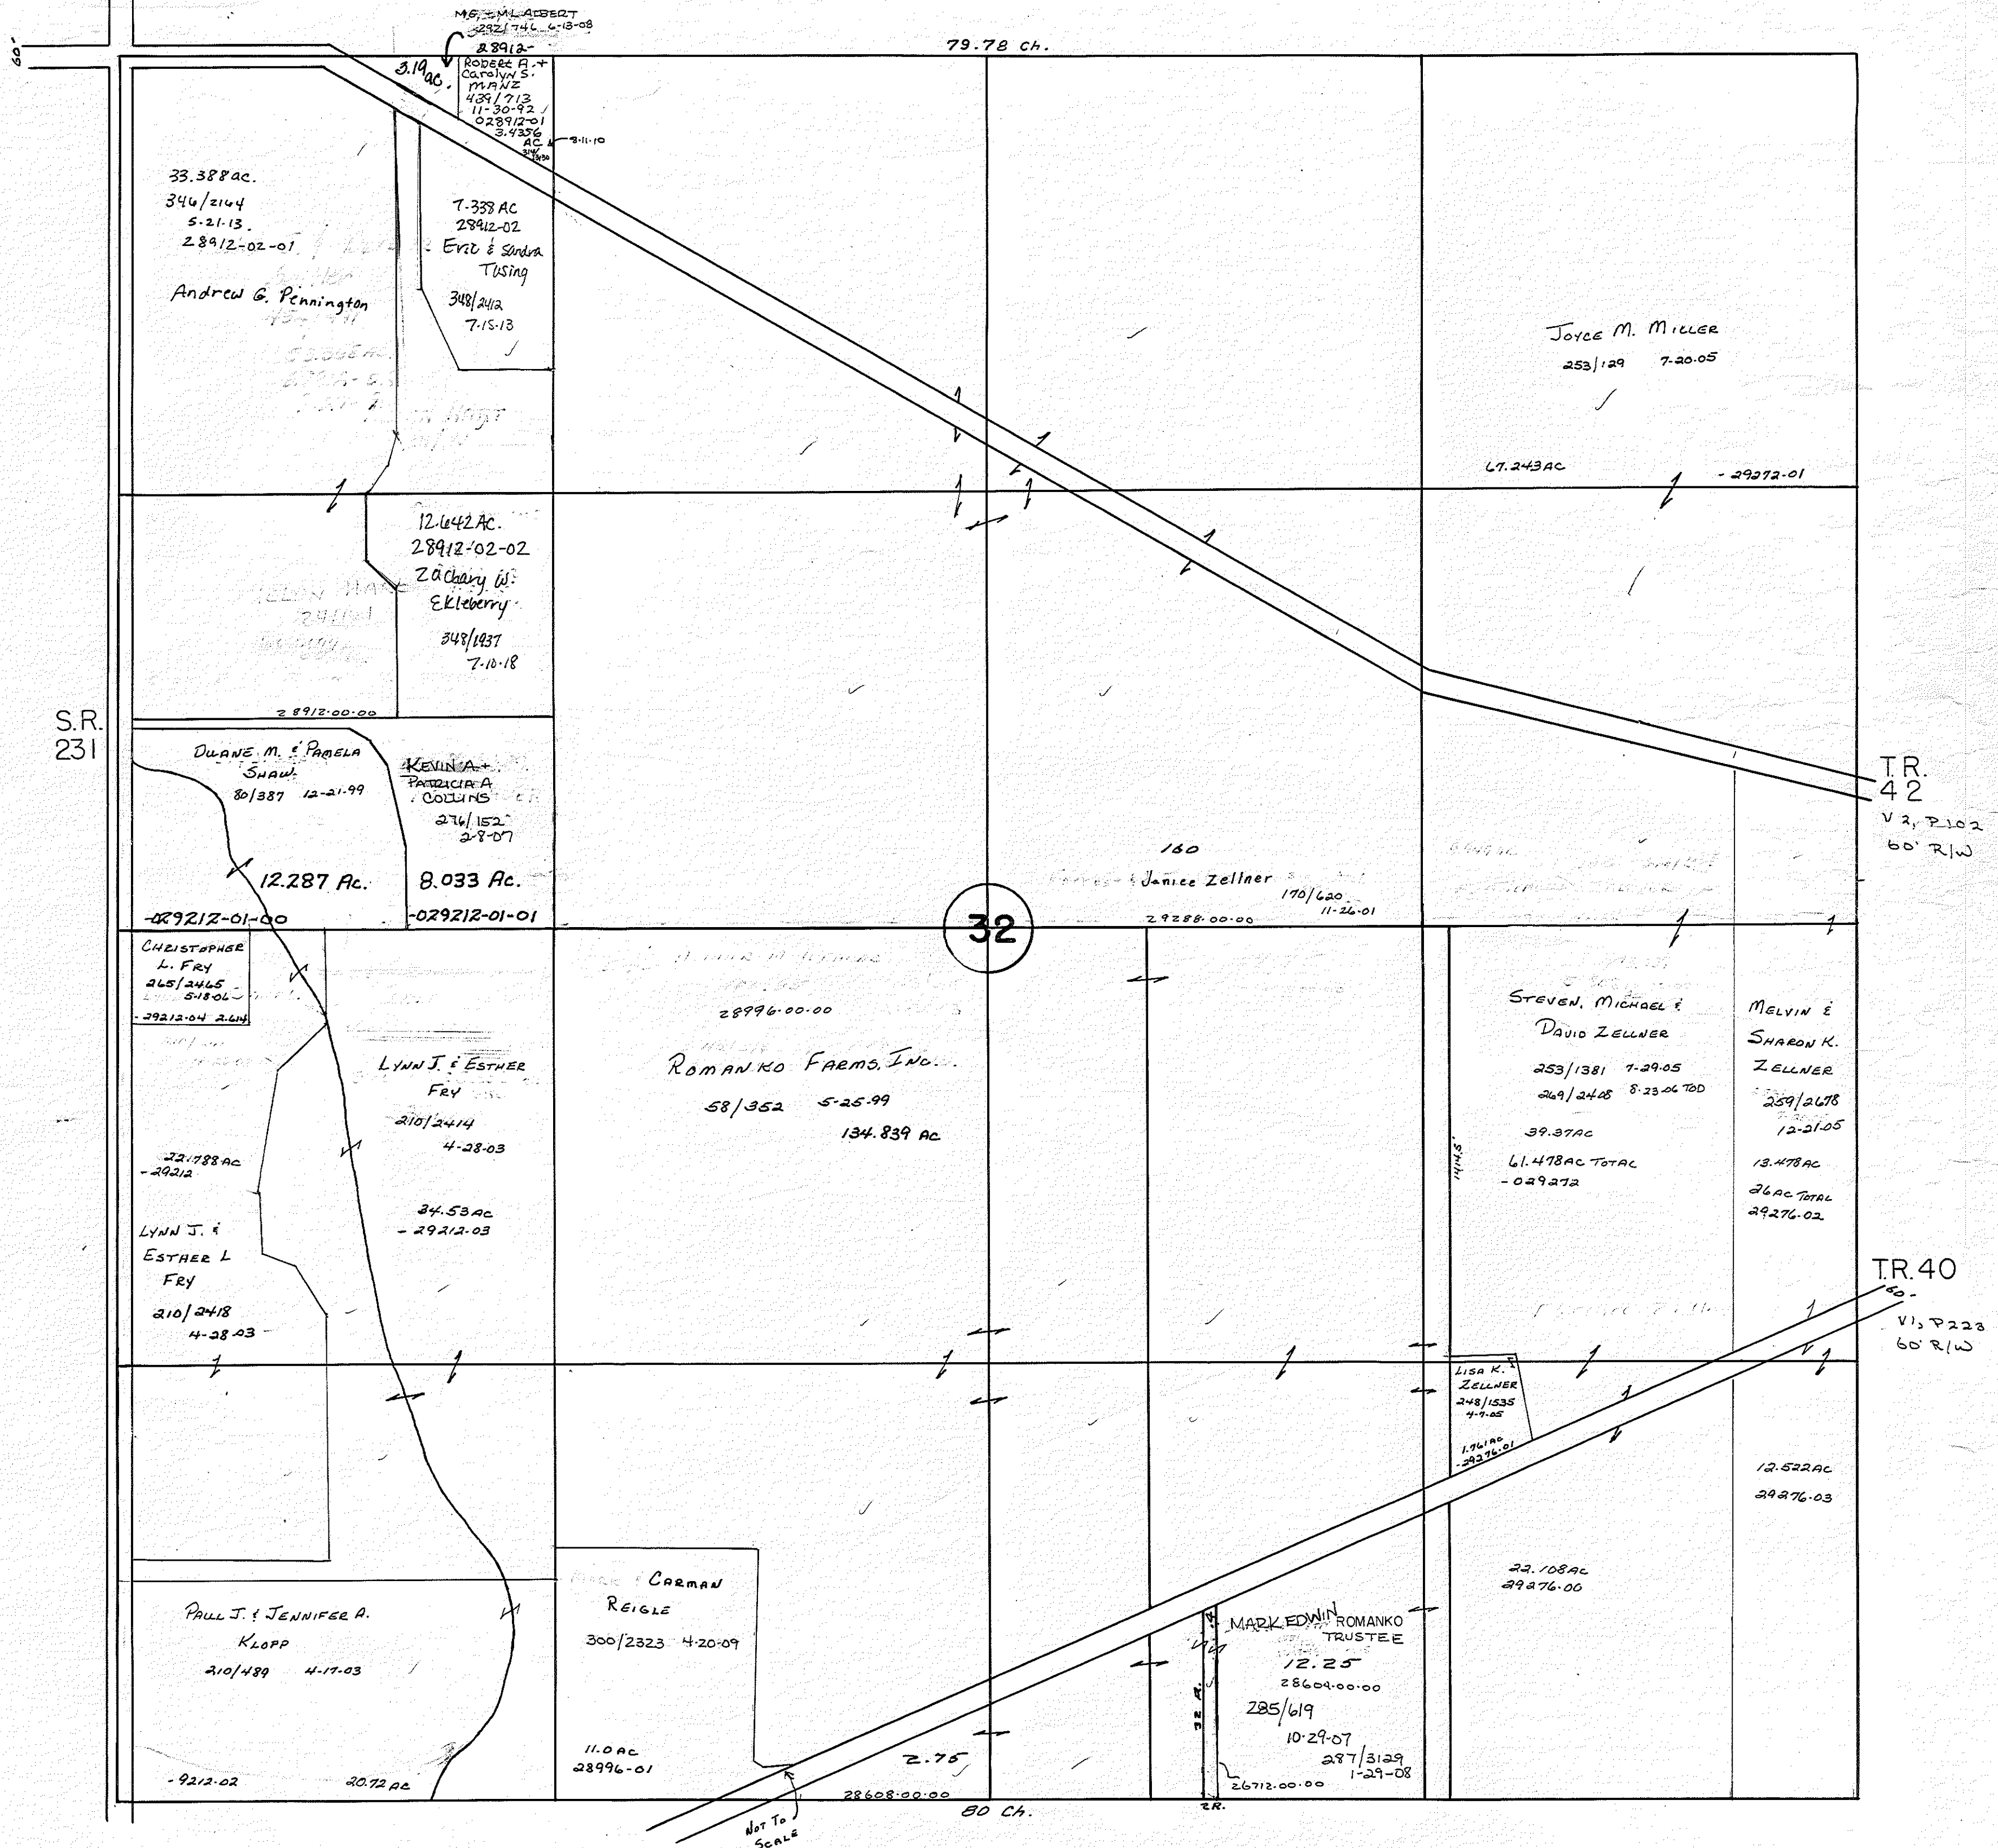 60'
M.G. + M.L. ALBERT
292/746 6-13-08
28912-
3.19 ac.
ROBERT A. +
Carolyn S.
MANZ
439/713
11-30-92
028912-01
3.4356
AC
8-11-10
79.78 Ch.
33.388 ac.
346/2164
5-21-13
28912-02-01
Andrew G. Pennington
7.338 AC
28912-02
Eric & Sandra
Tusing
348/2412
7-15-13
JOYCE M. MILLER
253/129 7-20-05
67.243 AC
-29272-01
12.642 AC.
28912-02-02
Zachary W.
Ekleberry
348/1937
7-10-18
28912-00-00
S.R.
231
DUANE M. & PAMELA
SHAW
80/387 12-21-99
12.287 Ac.
-029212-01-00
KEVIN A +
PATRICIA A
COLLINS
276/152
2-8-07
8.033 Ac.
-029212-01-01
T.R.
42
V 2, P 102
60' R/W
160
& Janice Zellner
170/620
11-26-01
29288-00-00
32
CHRISTOPHER
L. FRY
265/2465
5-18-06
-29212-04 2.614
LYNN J. & ESTHER
FRY
210/2414
4-28-03
34.53 AC
-29212-03
22.788 AC
-29212
LYNN J. &
ESTHER L
FRY
210/2418
4-28-03
28996-00-00
ROMANKO FARMS, INC.
58/352 5-25-99
134.839 AC
STEVEN, MICHAEL &
DAVID ZELLNER
253/1381 7-29-05
269/2408 8-23-06 TOD
39.37 AC
61.478 AC TOTAL
-029272
MELVIN &
SHARON K.
ZELLNER
259/2678
12-21-05
13.478 AC
26 AC TOTAL
29276-02
T.R. 40
60'
V 1, P 223
60' R/W
LISA K.
ZELLNER
248/1535
4-7-05
1.761 AC
-29276-01
12.522 AC
29276-03
22.108 AC
29276-00
PAUL J. & JENNIFER A.
KLOPP
210/489 4-17-03
-9212-02
20.72 AC
& CARMAN
REIGLE
300/2323 4-20-09
11.0 AC
28996-01
NOT TO
SCALE
2.75
28608-00-00
80 Ch.
MARK EDWIN ROMANKO
TRUSTEE
12.25
28604-00-00
285/619
10-29-07
287/3129
1-29-08
26712-00-00
32 R.
2R.